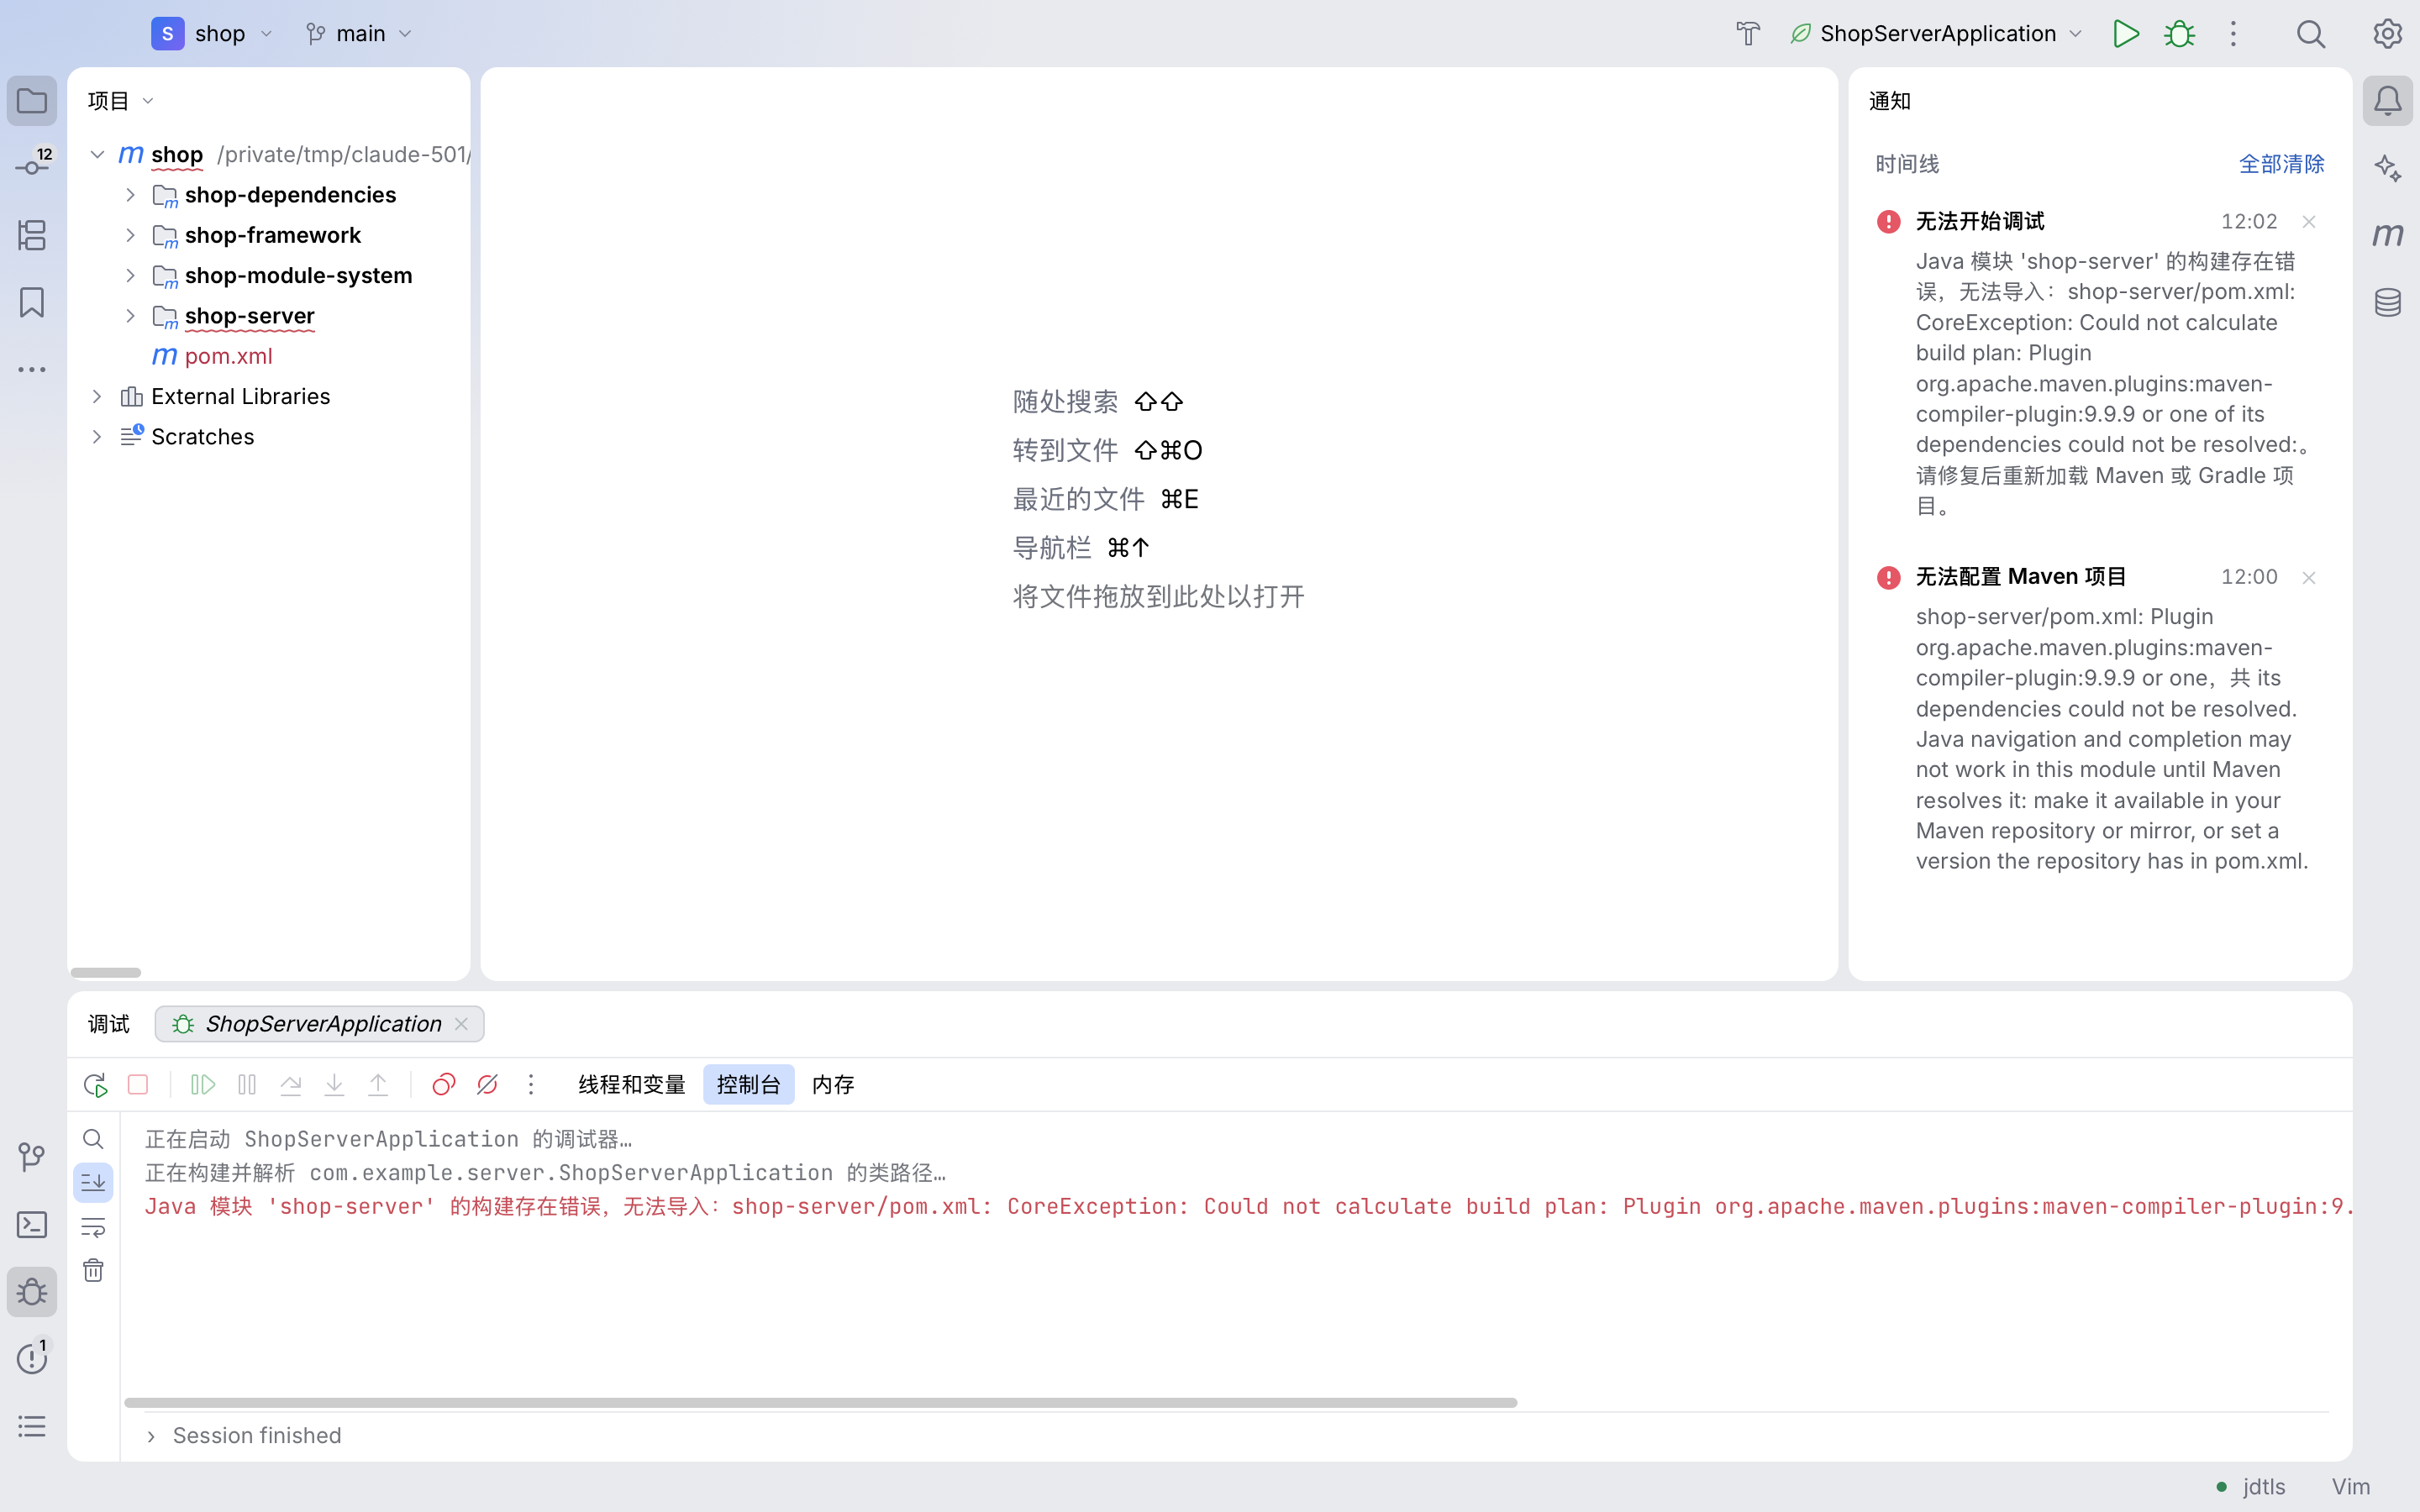 S shop main ShopServerApplication
项目
12
shop /private/tmp/claude-501/
shop-dependencies
shop-framework
shop-module-system
shop-server
m pom.xml
External Libraries
Scratches
随处搜索 ⇧⇧
转到文件 ⇧⌘O
最近的文件 ⌘E
导航栏 ⌘↑
将文件拖放到此处以打开
通知
时间线 全部清除
无法开始调试 12:02
Java 模块 'shop-server' 的构建存在错
误，无法导入：shop-server/pom.xml:
CoreException: Could not calculate
build plan: Plugin
org.apache.maven.plugins:maven-
compiler-plugin:9.9.9 or one of its
dependencies could not be resolved:。
请修复后重新加载 Maven 或 Gradle 项
目。
无法配置 Maven 项目 12:00
shop-server/pom.xml: Plugin
org.apache.maven.plugins:maven-
compiler-plugin:9.9.9 or one，共 its
dependencies could not be resolved.
Java navigation and completion may
not work in this module until Maven
resolves it: make it available in your
Maven repository or mirror, or set a
version the repository has in pom.xml.
m
调试 ShopServerApplication
线程和变量 控制台 内存
正在启动 ShopServerApplication 的调试器…
正在构建并解析 com.example.server.ShopServerApplication 的类路径…
Java 模块 'shop-server' 的构建存在错误，无法导入：shop-server/pom.xml: CoreException: Could not calculate build plan: Plugin org.apache.maven.plugins:maven-compiler-plugin:9.
1
Session finished
jdtls Vim